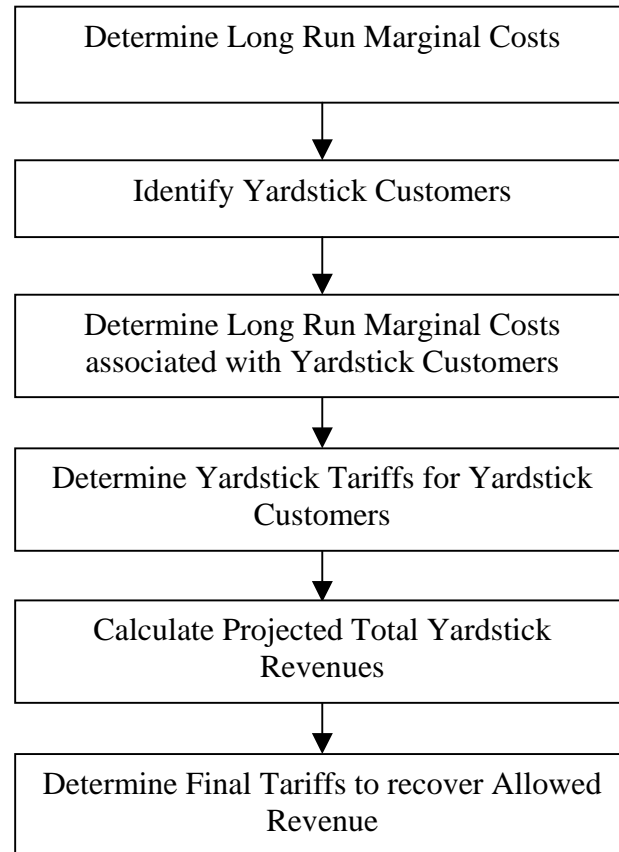 Determine Long Run Marginal Costs
Identify Yardstick Customers
Determine Long Run Marginal Costs
associated with Yardstick Customers
Determine Yardstick Tariffs for Yardstick
Customers
Calculate Projected Total Yardstick
Revenues
Determine Final Tariffs to recover Allowed
Revenue